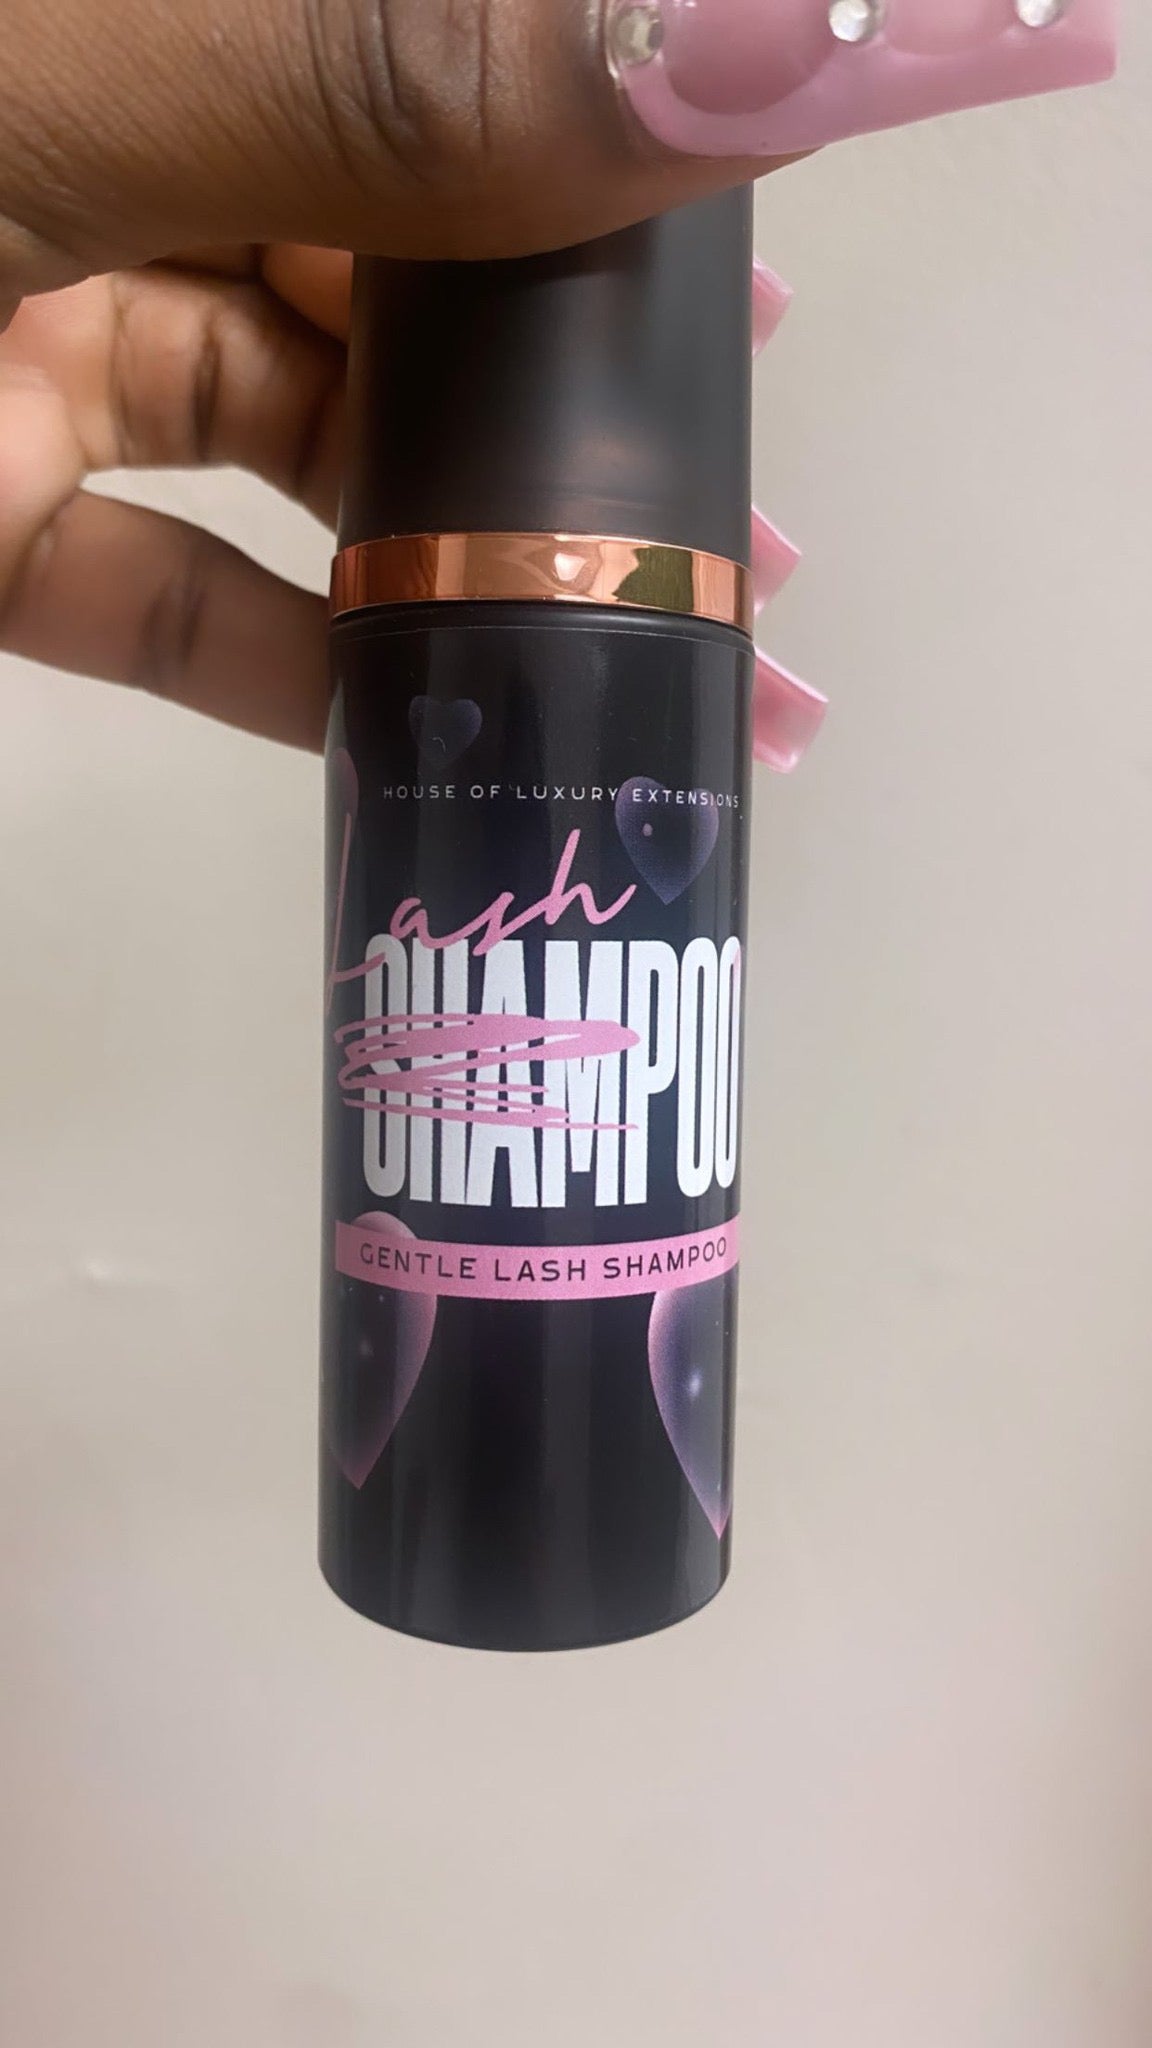 HOUSE OF LUXURY EXTENSIONS
Lash
SHAMPOO
GENTLE LASH SHAMPOO